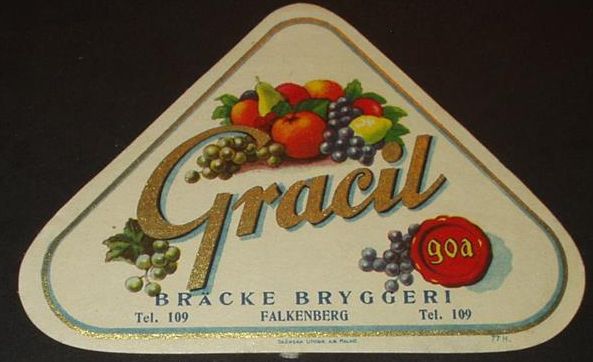 Gracil
goa
BRÄCKE BRYGGERI
Tel. 109 FALKENBERG Tel. 109